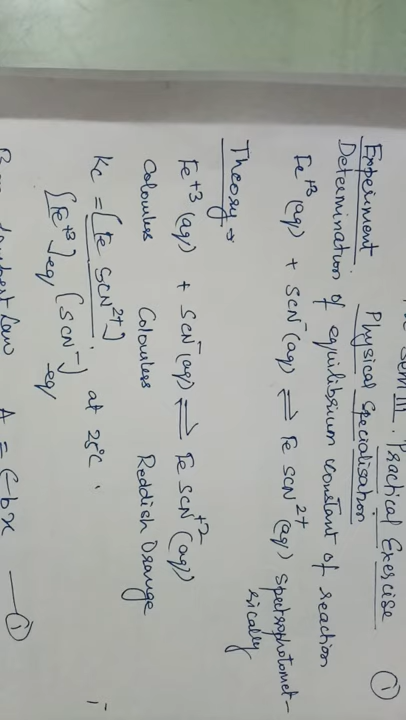 Sem III. Practical Exercise ①
Physical Specialisation
Experiment
Determination of equilibrium constant of reaction
Fe⁺³(aq) + SCN⁻(aq) ⇌ Fe SCN²⁺(aq) spectrophotomet-
rically
Theory →
Fe⁺³(aq) + SCN⁻(aq) ⇌ Fe SCN⁺²(aq)
Colourless Colourless Reddish Orange
Kc = [Fe SCN²⁺] at 25°C.
[Fe⁺³]eq [SCN⁻]eq
Law A = ϵbx — ①